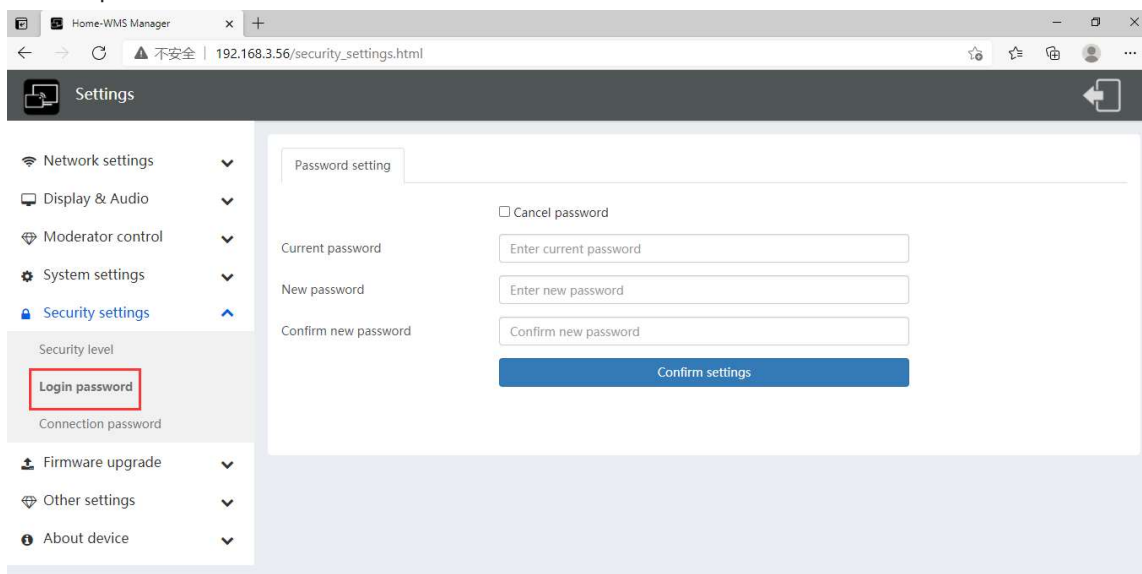 Home-WMS Manager
不安全 | 192.168.3.56/security_settings.html
Settings
Network settings
Display & Audio
Moderator control
System settings
Security settings
Security level
Login password
Connection password
Firmware upgrade
Other settings
About device
Password setting
Cancel password
Current password
Enter current password
New password
Enter new password
Confirm new password
Confirm new password
Confirm settings